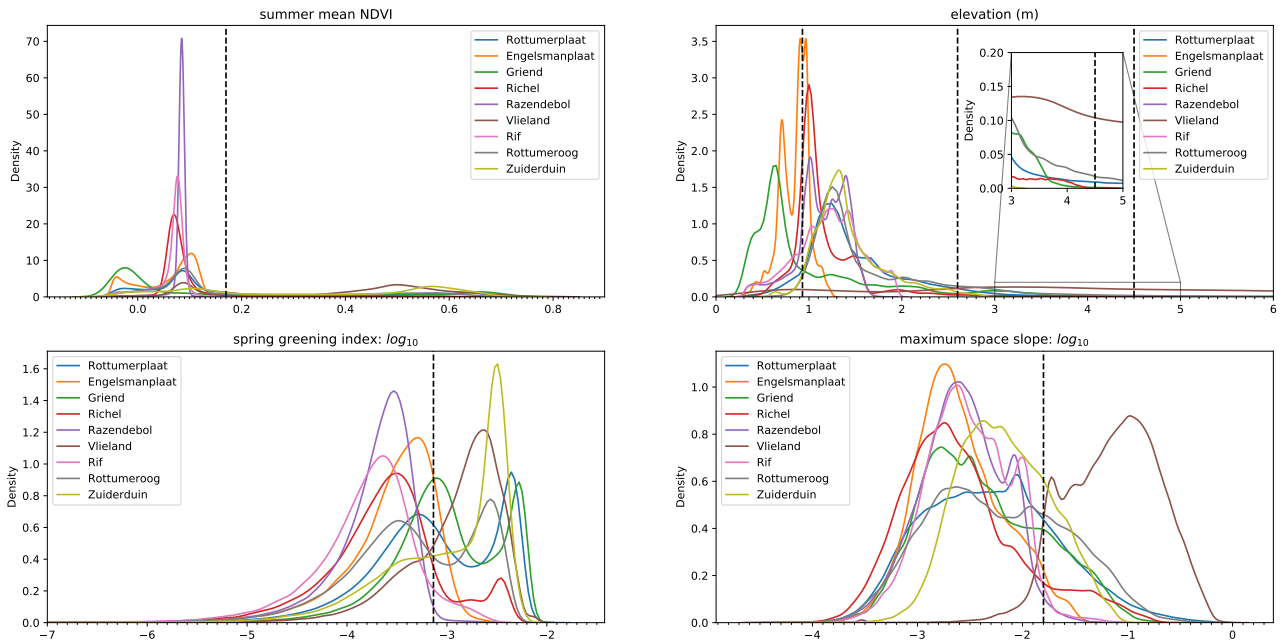 summer mean NDVI
Density
70
60
50
40
30
20
10
0
0.0 0.2 0.4 0.6 0.8
Rottumerplaat
Engelsmanplaat
Griend
Richel
Razendebol
Vlieland
Rif
Rottumeroog
Zuiderduin
elevation (m)
Density
3.5
3.0
2.5
2.0
1.5
1.0
0.5
0.0
0 1 2 3 4 5 6
Density
0.20
0.15
0.10
0.05
0.00
3 4 5
Rottumerplaat
Engelsmanplaat
Griend
Richel
Razendebol
Vlieland
Rif
Rottumeroog
Zuiderduin
spring greening index: log₁₀
Density
1.6
1.4
1.2
1.0
0.8
0.6
0.4
0.2
0.0
−7 −6 −5 −4 −3 −2
Rottumerplaat
Engelsmanplaat
Griend
Richel
Razendebol
Vlieland
Rif
Rottumeroog
Zuiderduin
maximum space slope: log₁₀
Density
1.0
0.8
0.6
0.4
0.2
0.0
−4 −3 −2 −1 0
Rottumerplaat
Engelsmanplaat
Griend
Richel
Razendebol
Vlieland
Rif
Rottumeroog
Zuiderduin